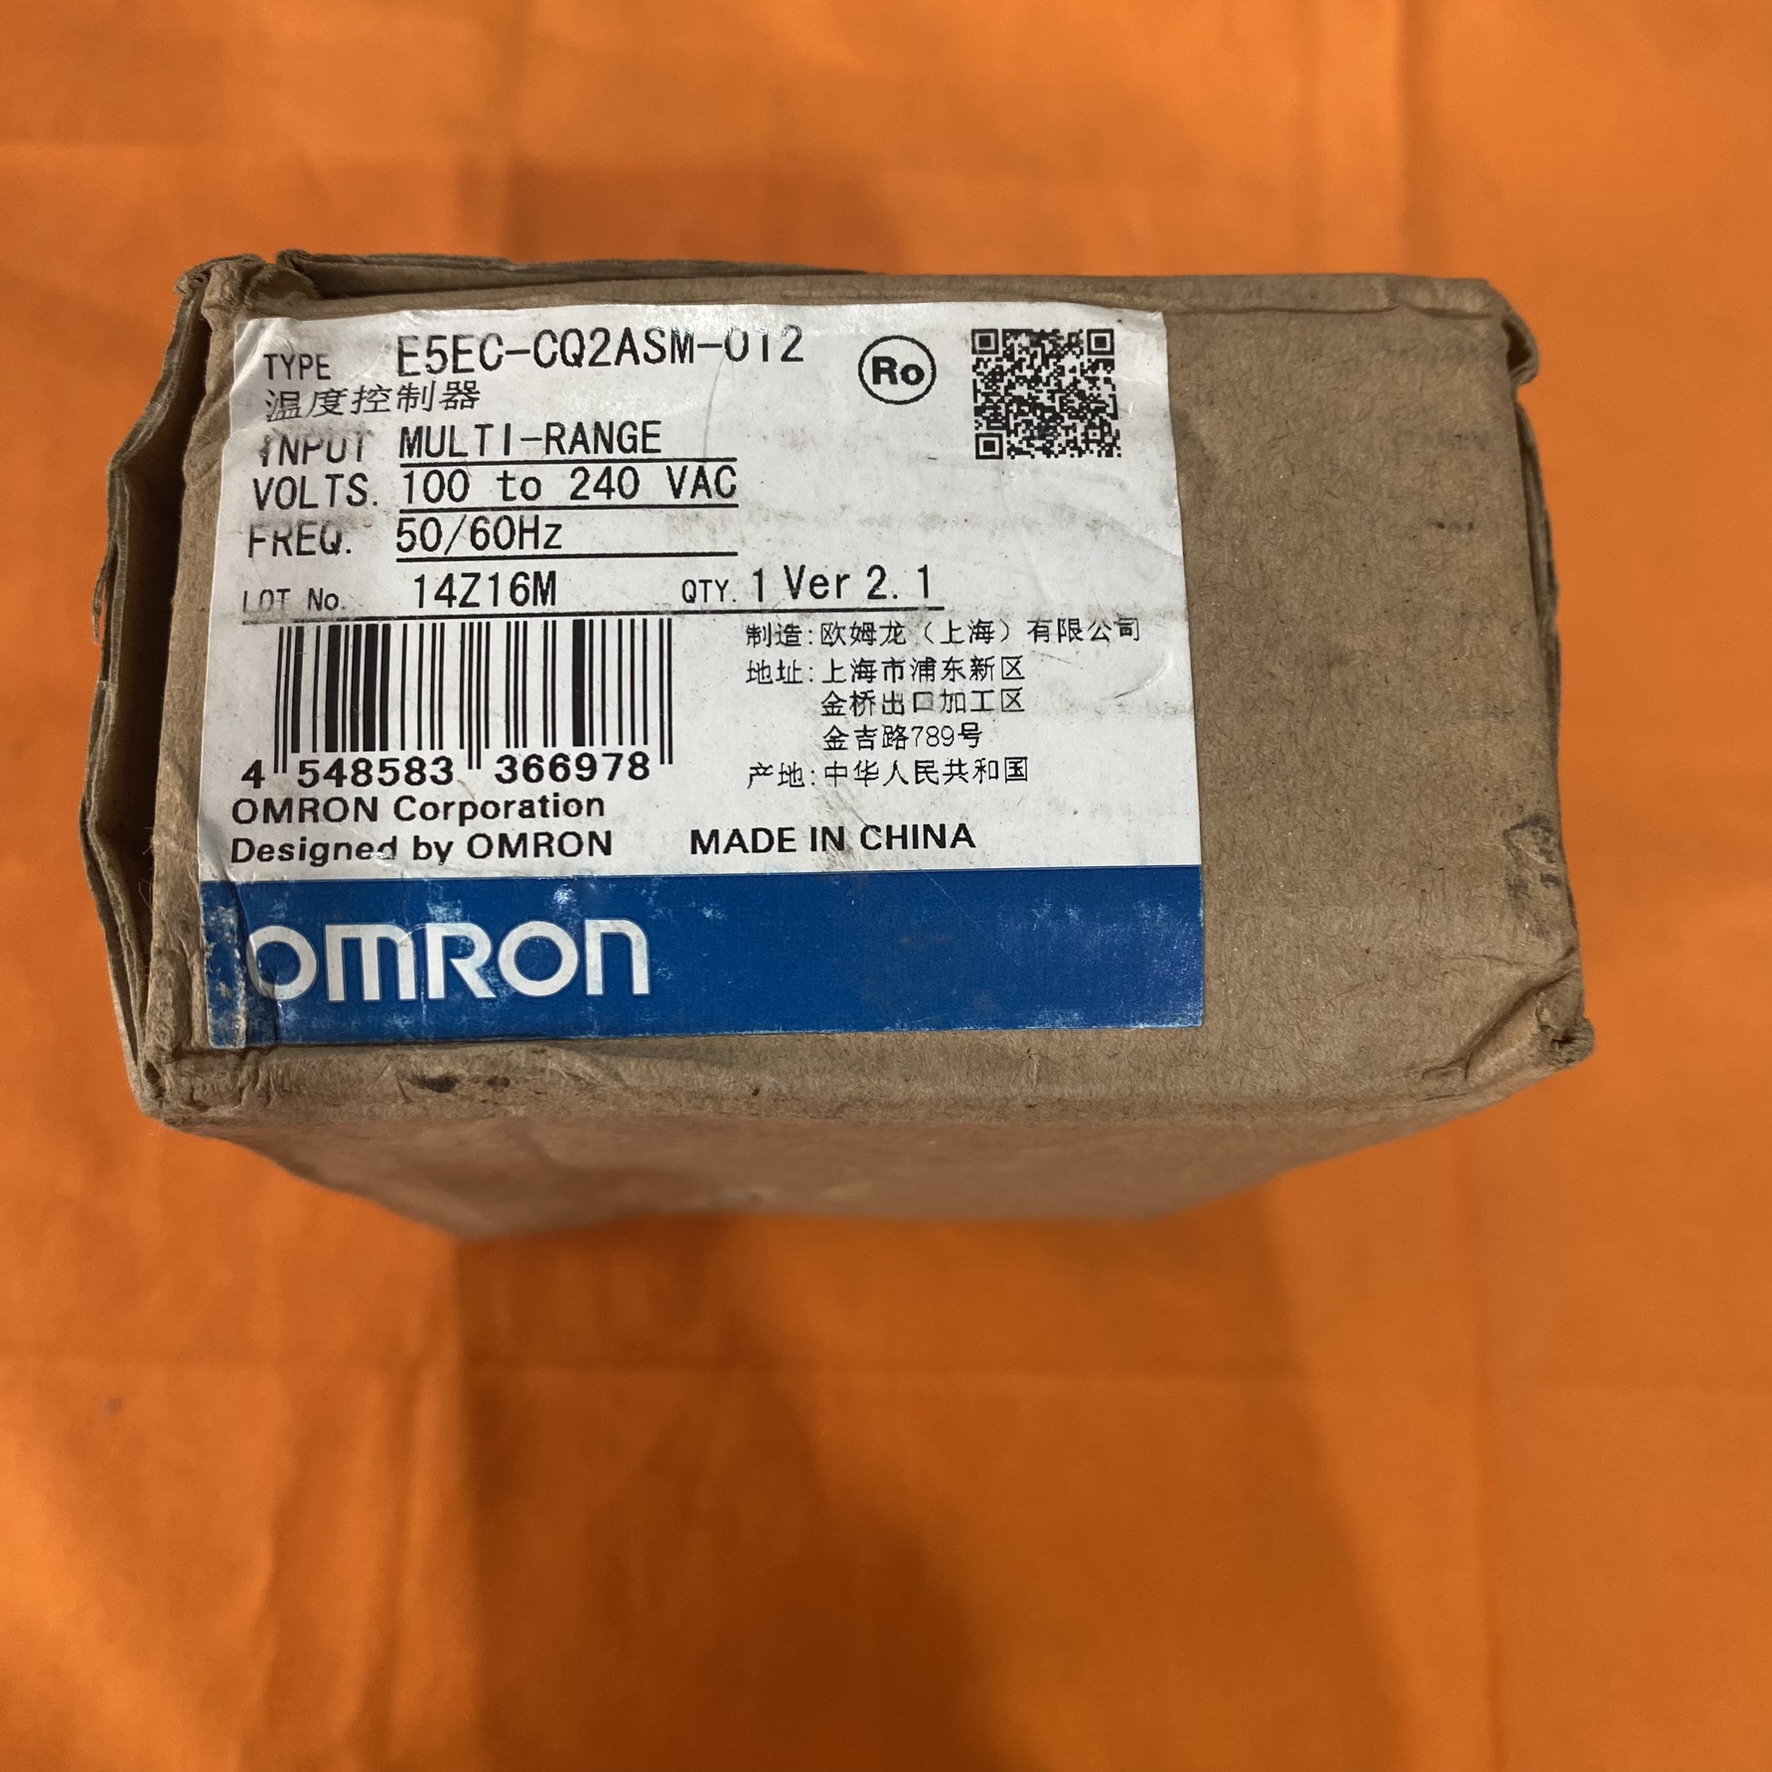 TYPE E5EC-CQ2ASM-012
温度控制器
Ro
INPUT MULTI-RANGE
VOLTS. 100 to 240 VAC
FREQ. 50/60Hz
LOT No. 14Z16M QTY. 1 Ver 2.1
制造:欧姆龙(上海)有限公司
地址:上海市浦东新区
金桥出口加工区
金吉路789号
产地:中华人民共和国
4 548583 366978
OMRON Corporation
Designed by OMRON MADE IN CHINA
OMRON